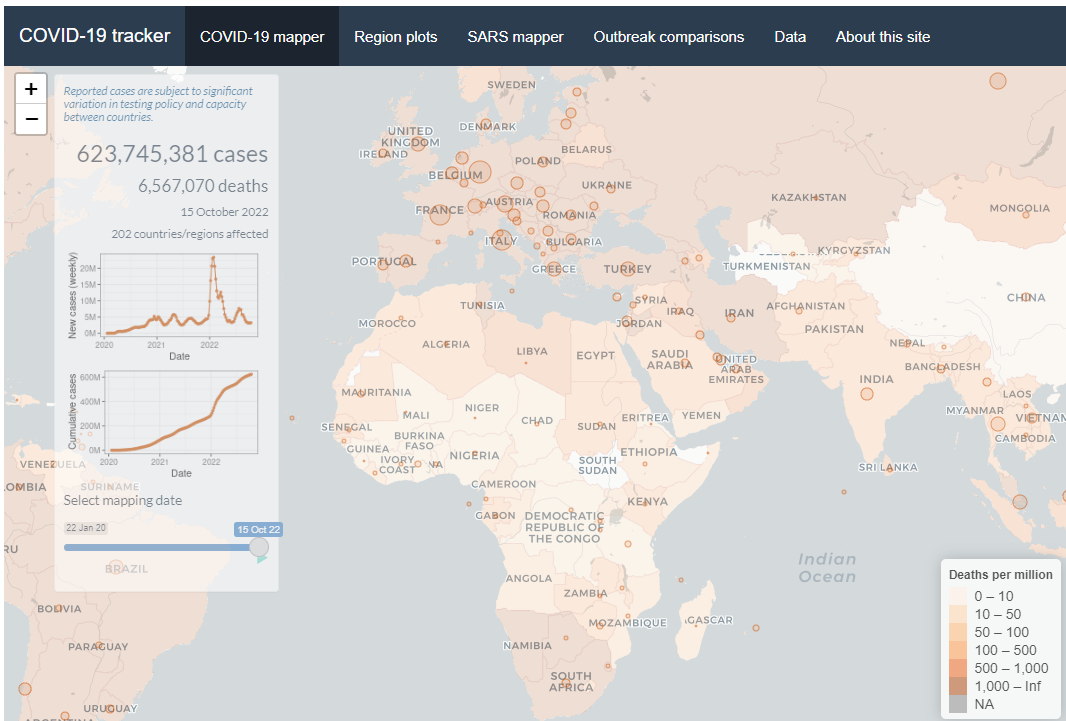 COVID-19 tracker
COVID-19 mapper
Region plots
SARS mapper
Outbreak comparisons
Data
About this site
+
−
Reported cases are subject to significant
variation in testing policy and capacity
between countries.
623,745,381 cases
6,567,070 deaths
15 October 2022
202 countries/regions affected
New cases (weekly)
20M
15M
10M
5M
0M
2020
2021
2022
Date
Cumulative cases
600M
400M
200M
0M
2020
2021
2022
Date
Select mapping date
22 Jan 20
15 Oct 22
SWEDEN
UNITED
KINGDOM
DENMARK
IRELAND
BELARUS
POLAND
BELGIUM
UKRAINE
KAZAKHSTAN
AUSTRIA
FRANCE
ROMANIA
MONGOLIA
ITALY
BULGARIA
KYRGYZSTAN
PORTUGAL
GREECE
TURKEY
TURKMENISTAN
TUNISIA
SYRIA
CHINA
MOROCCO
JORDAN
IRAQ
IRAN
AFGHANISTAN
ALGERIA
LIBYA
EGYPT
PAKISTAN
NEPAL
SAUDI
ARABIA
UNITED
ARAB
EMIRATES
BANGLADESH
INDIA
MAURITANIA
LAOS
MALI
NIGER
CHAD
SUDAN
ERITREA
YEMEN
MYANMAR
VIETNAM
SENEGAL
BURKINA
FASO
CAMBODIA
GUINEA
IVORY
COAST
NIGERIA
SOUTH
SUDAN
ETHIOPIA
SRI LANKA
VENEZUELA
CAMEROON
OMBIA
SURINAME
KENYA
GABON
DEMOCRATIC
REPUBLIC OF
THE CONGO
RU
BRAZIL
Indian
Ocean
ANGOLA
ZAMBIA
BOLIVIA
MOZAMBIQUE
GASCAR
PARAGUAY
NAMIBIA
SOUTH
AFRICA
URUGUAY
Deaths per million
0 – 10
10 – 50
50 – 100
100 – 500
500 – 1,000
1,000 – Inf
NA